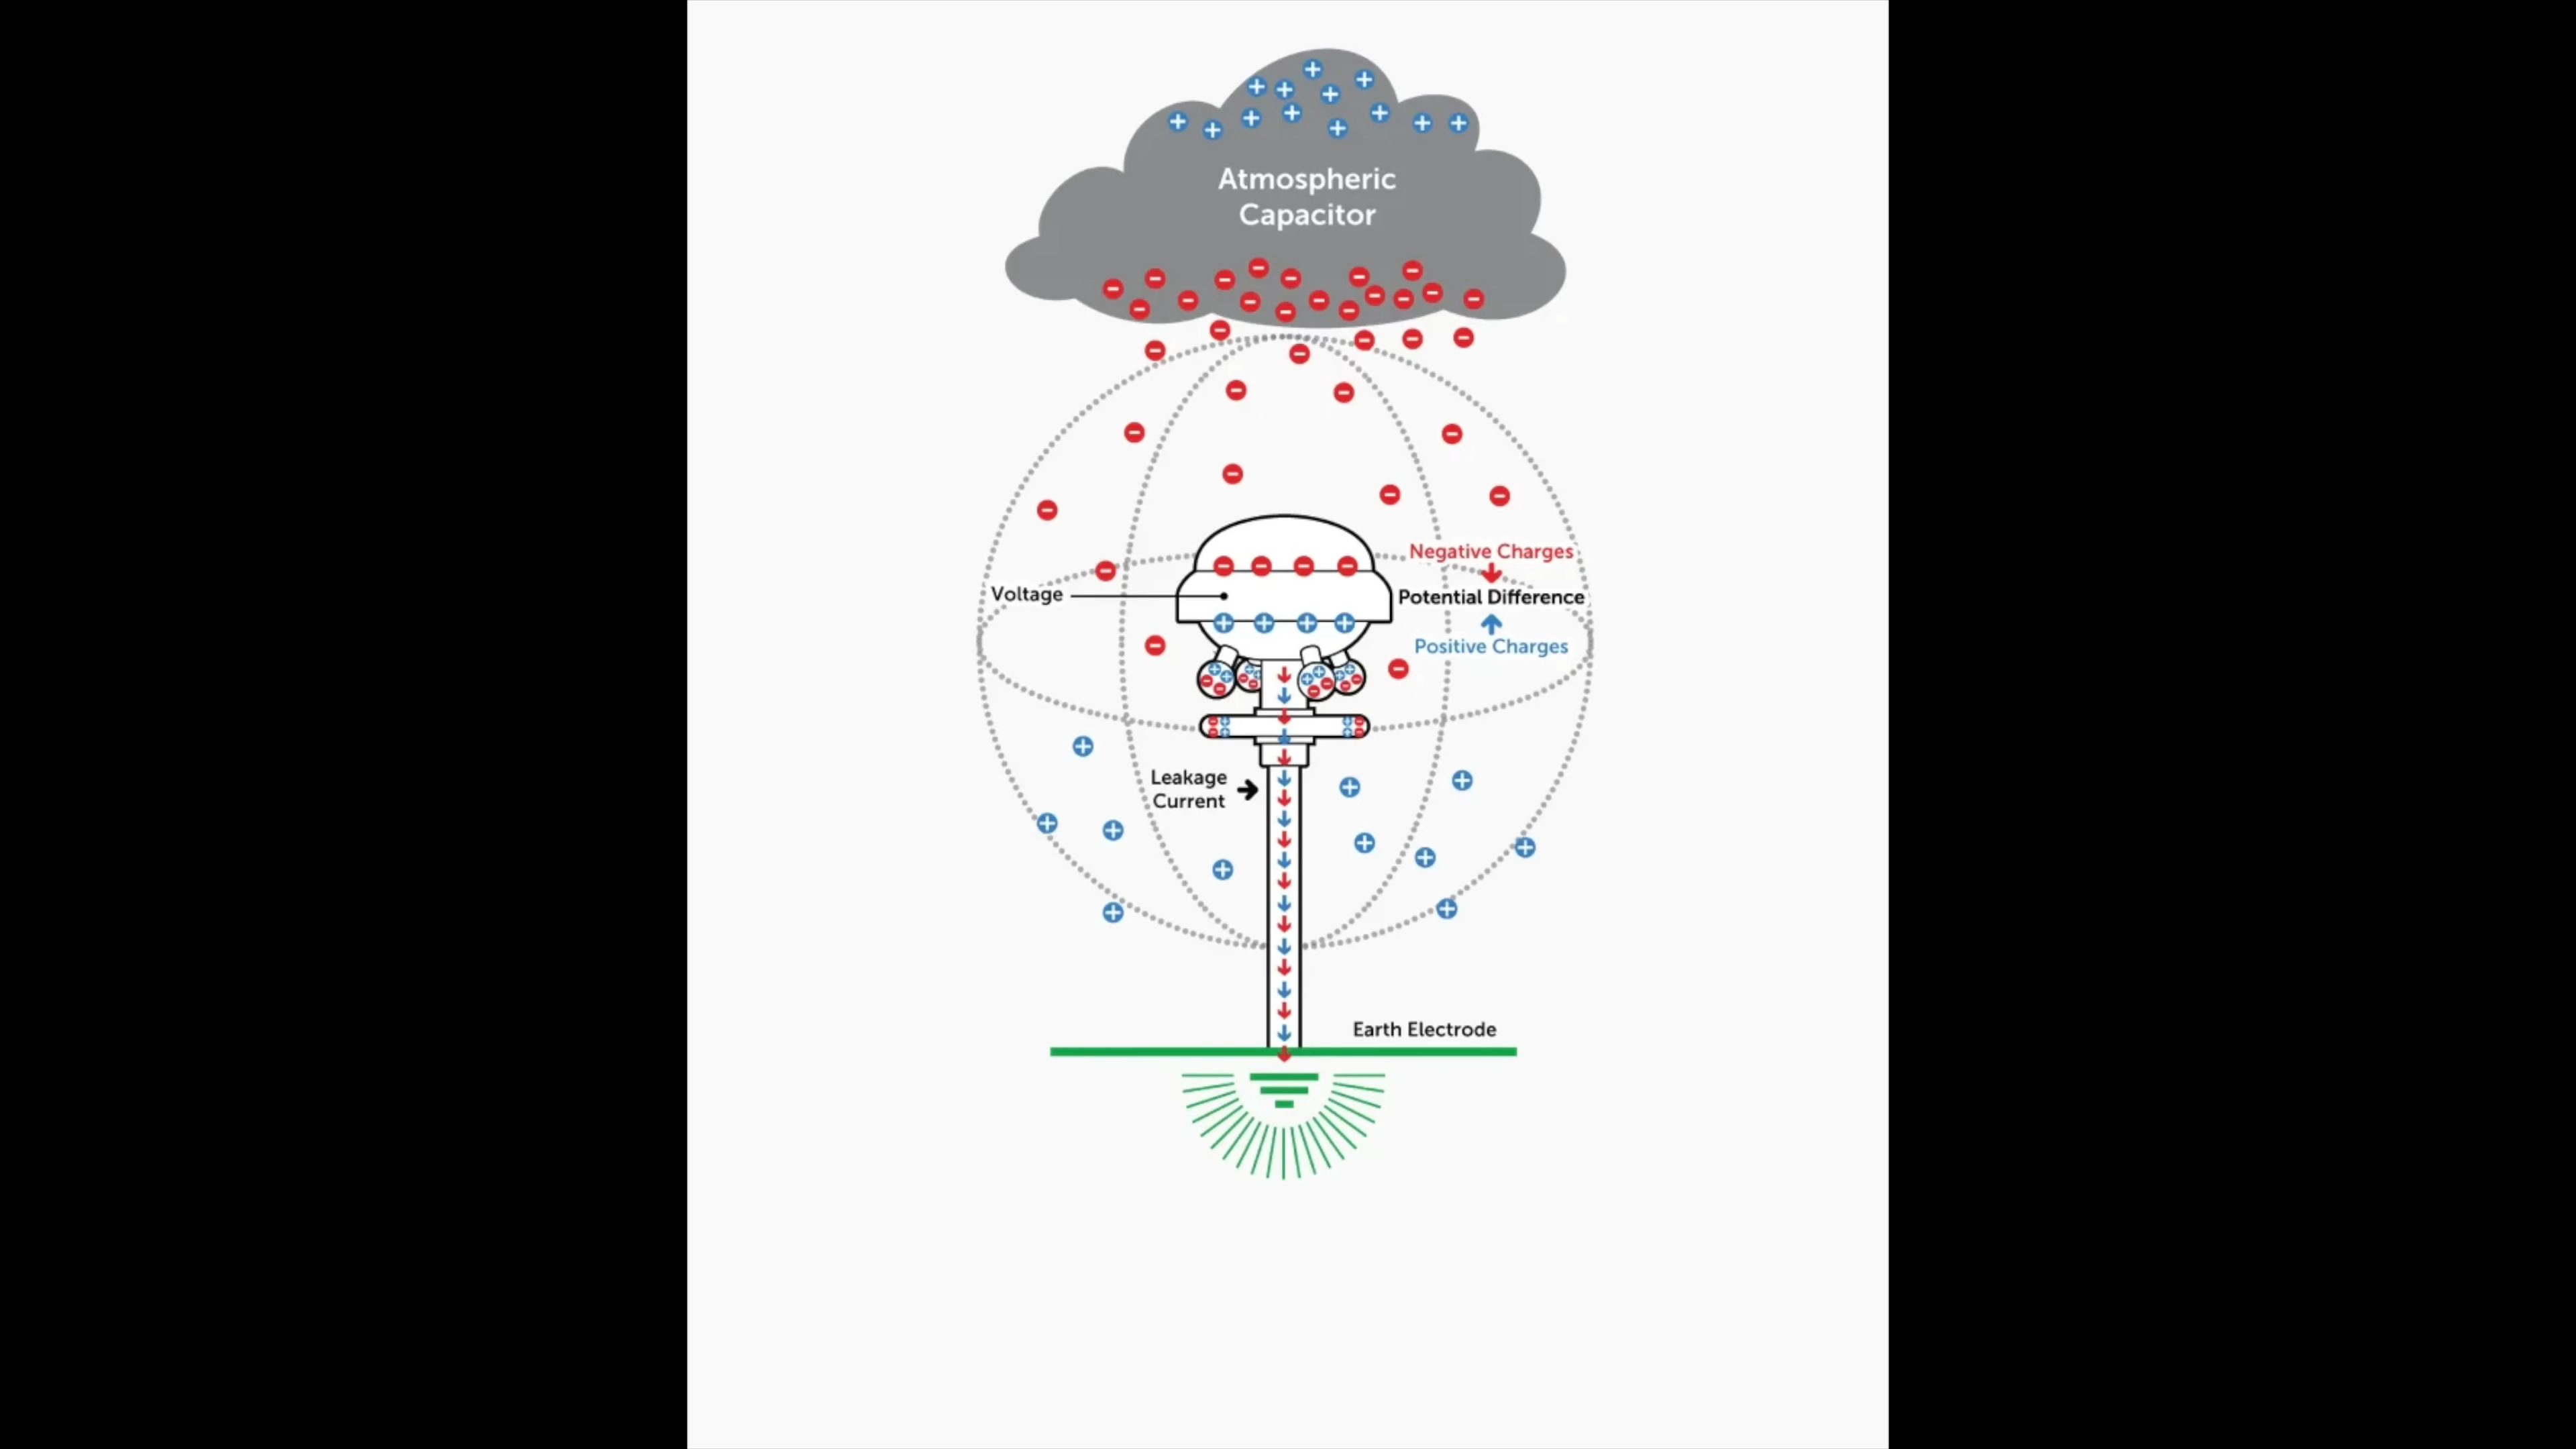 Atmospheric
Capacitor
Negative Charges
Voltage
Potential Difference
Positive Charges
Leakage
Current
Earth Electrode